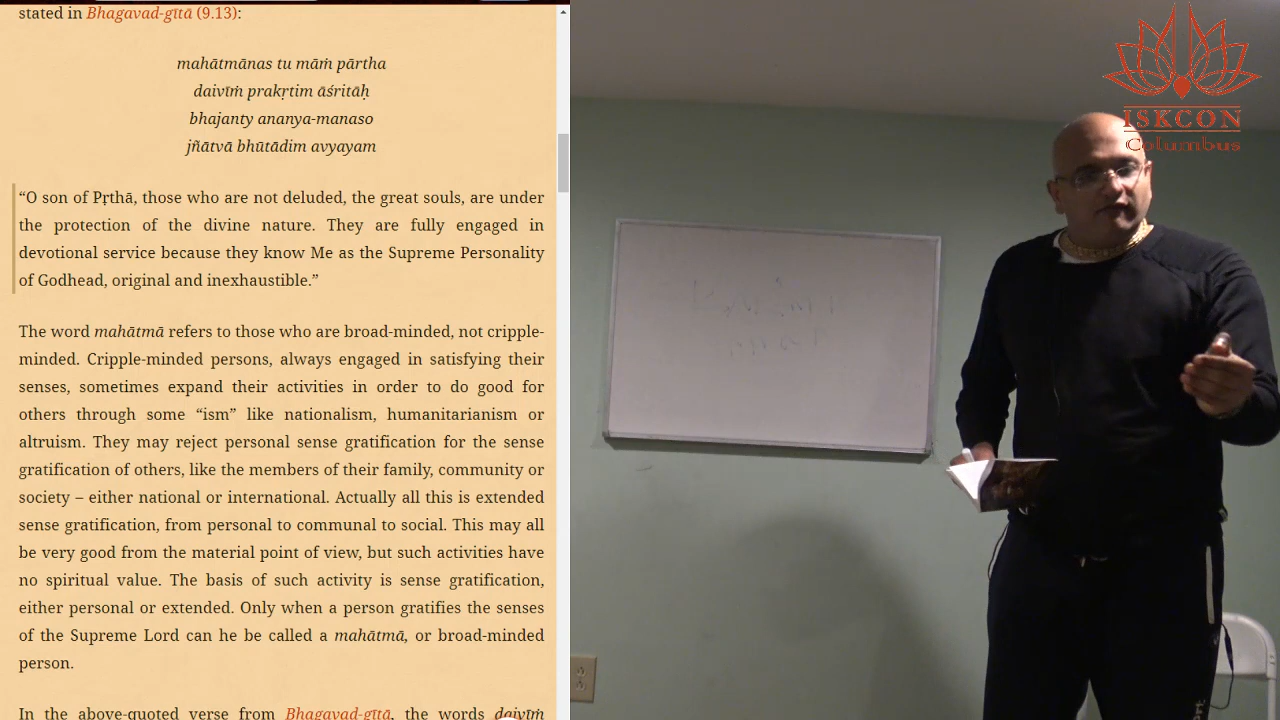 stated in Bhagavad-gītā (9.13):
mahātmānas tu māṁ pārtha
daivīṁ prakṛtim āśritāḥ
bhajanty ananya-manaso
jñātvā bhūtādim avyayam
“O son of Pṛthā, those who are not deluded, the great souls, are under
the protection of the divine nature. They are fully engaged in
devotional service because they know Me as the Supreme Personality
of Godhead, original and inexhaustible.”
The word mahātmā refers to those who are broad-minded, not cripple-
minded. Cripple-minded persons, always engaged in satisfying their
senses, sometimes expand their activities in order to do good for
others through some “ism” like nationalism, humanitarianism or
altruism. They may reject personal sense gratification for the sense
gratification of others, like the members of their family, community or
society – either national or international. Actually all this is extended
sense gratification, from personal to communal to social. This may all
be very good from the material point of view, but such activities have
no spiritual value. The basis of such activity is sense gratification,
either personal or extended. Only when a person gratifies the senses
of the Supreme Lord can he be called a mahātmā, or broad-minded
person.
In the above-quoted verse from Bhagavad-gītā, the words daivīṁ
ISKCON
Columbus